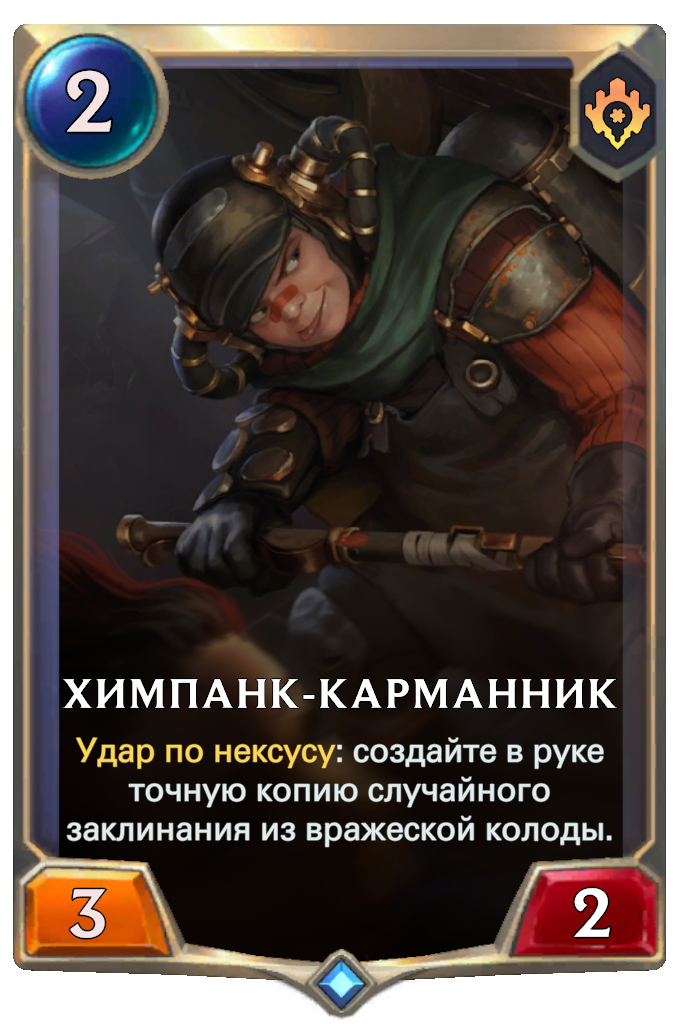 2
ХИМПАНК-КАРМАННИК
Удар по нексусу: создайте в руке
точную копию случайного
заклинания из вражеской колоды.
3
2